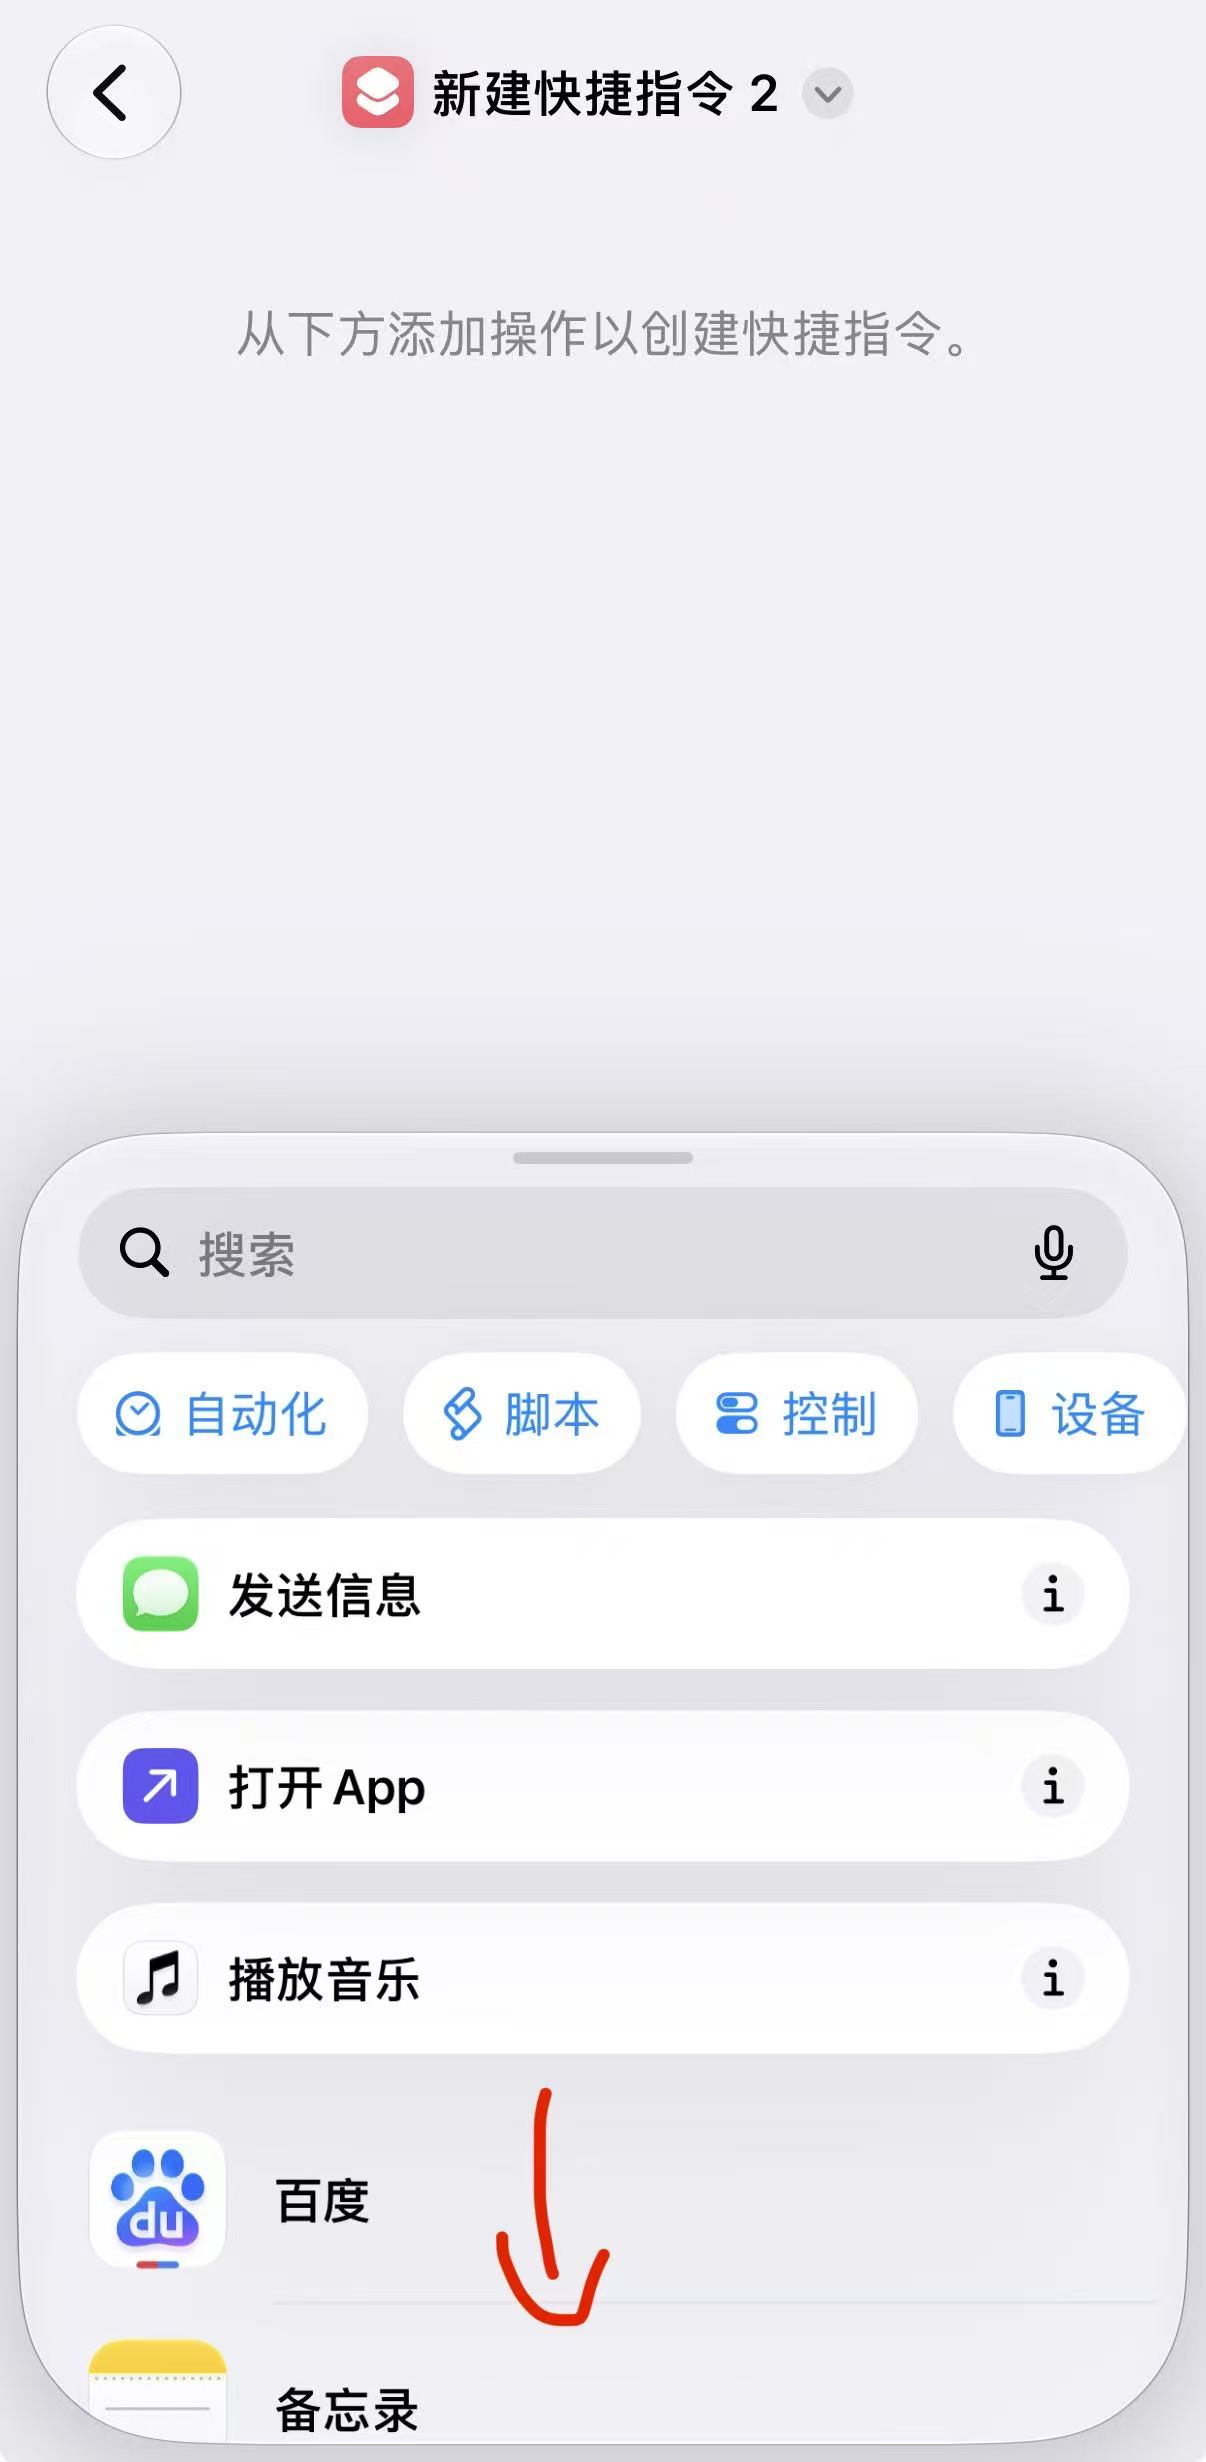 新建快捷指令 2
从下方添加操作以创建快捷指令。
搜索
自动化 脚本 控制 设备
发送信息
打开 App
播放音乐
du
百度
备忘录